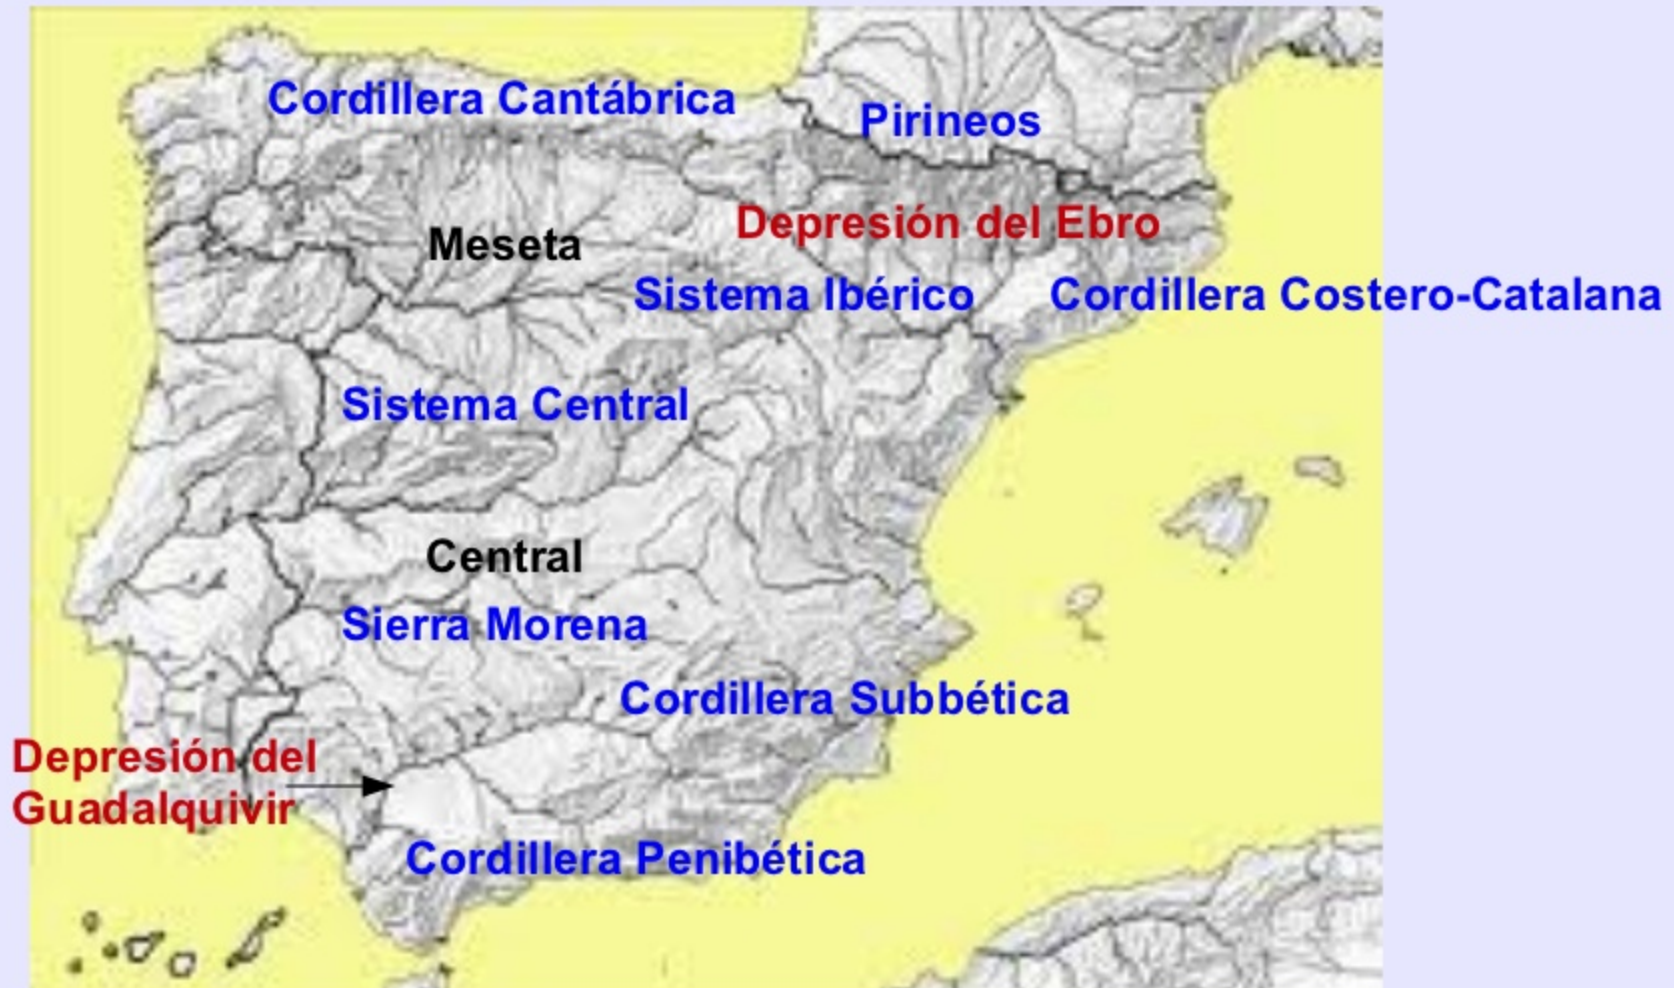 Cordillera Cantábrica
Pirineos
Depresión del Ebro
Meseta
Sistema Ibérico
Cordillera Costero-Catalana
Sistema Central
Central
Sierra Morena
Cordillera Subbética
Depresión del
Guadalquivir
Cordillera Penibética